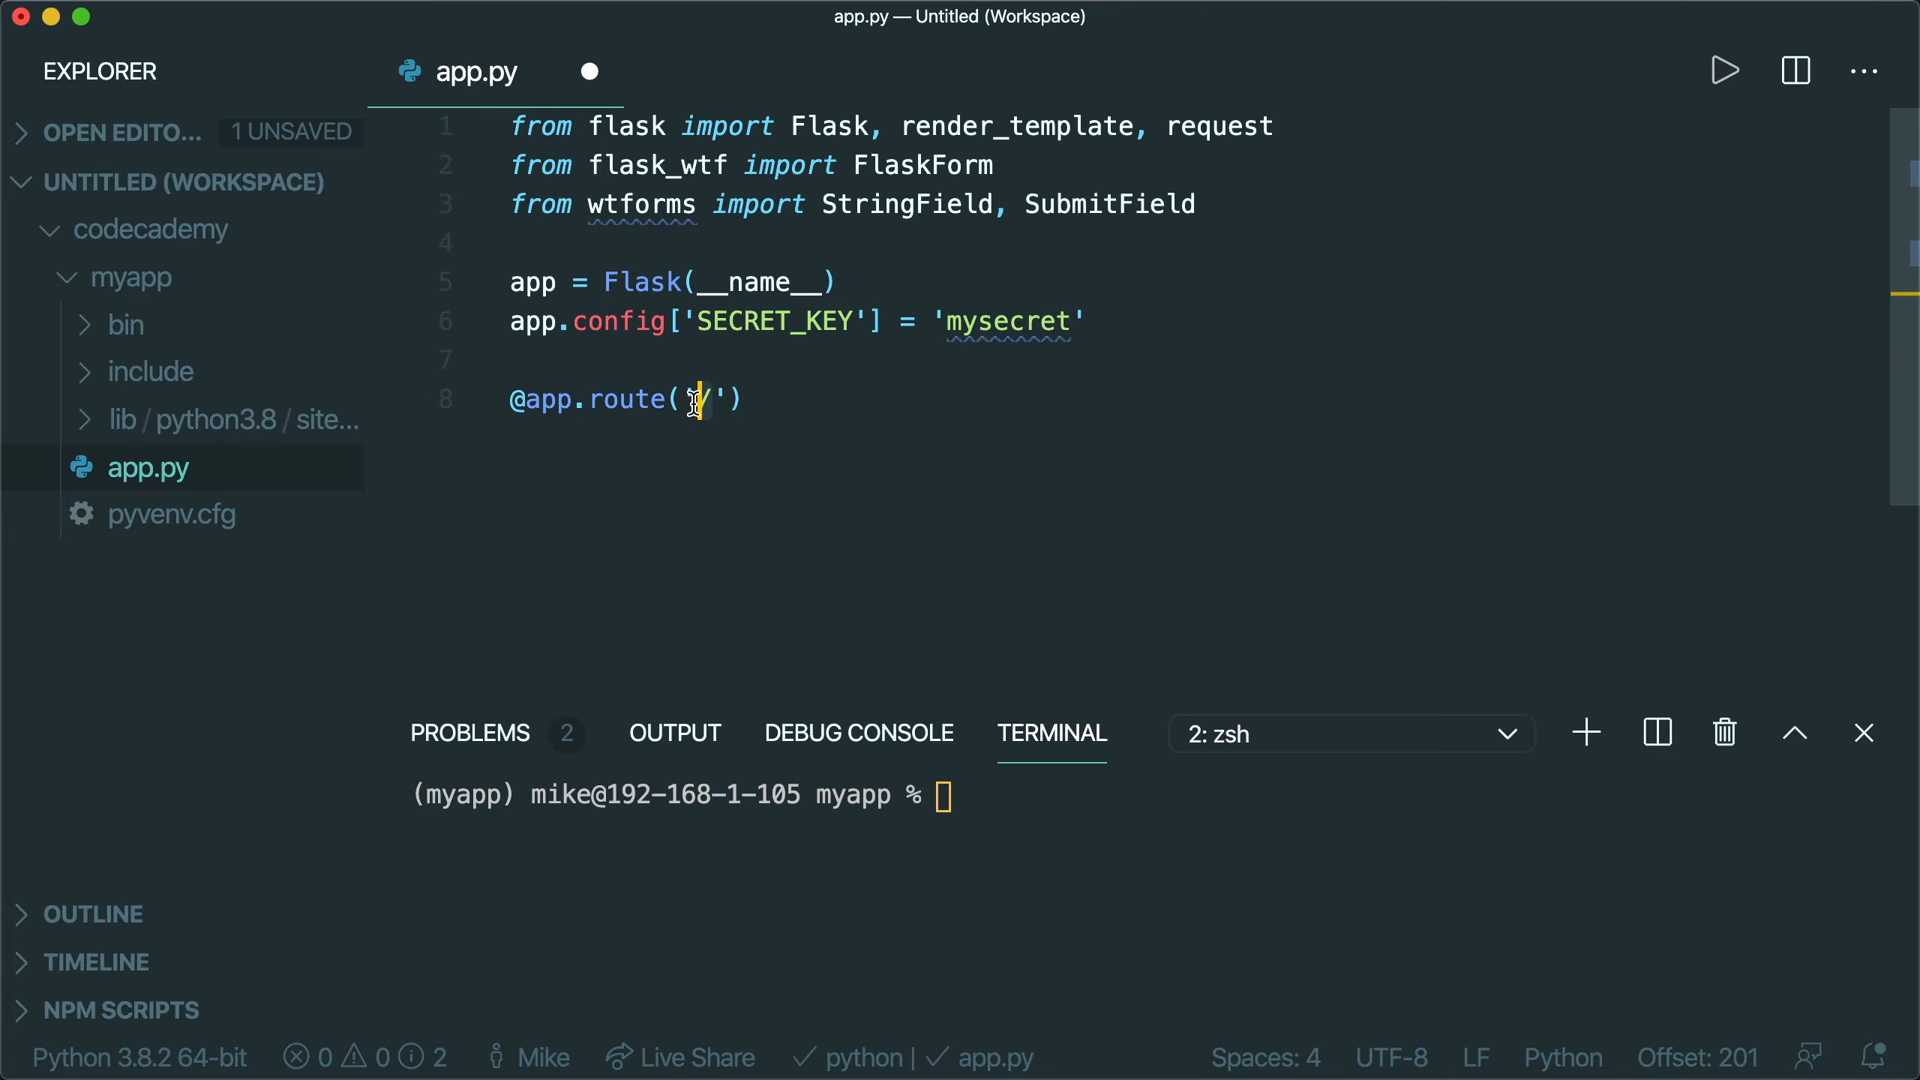 app.py — Untitled (Workspace)
EXPLORER
app.py
OPEN EDITO... 1 UNSAVED
UNTITLED (WORKSPACE)
codecademy
myapp
bin
include
lib / python3.8 / site...
app.py
pyvenv.cfg
1 from flask import Flask, render_template, request
2 from flask_wtf import FlaskForm
3 from wtforms import StringField, SubmitField
4
5 app = Flask(__name__)
6 app.config['SECRET_KEY'] = 'mysecret'
7
8 @app.route('/')
PROBLEMS 2 OUTPUT DEBUG CONSOLE TERMINAL 2: zsh
(myapp) mike@192-168-1-105 myapp %
OUTLINE
TIMELINE
NPM SCRIPTS
Python 3.8.2 64-bit 0 0 2 Mike Live Share python | app.py Spaces: 4 UTF-8 LF Python Offset: 201